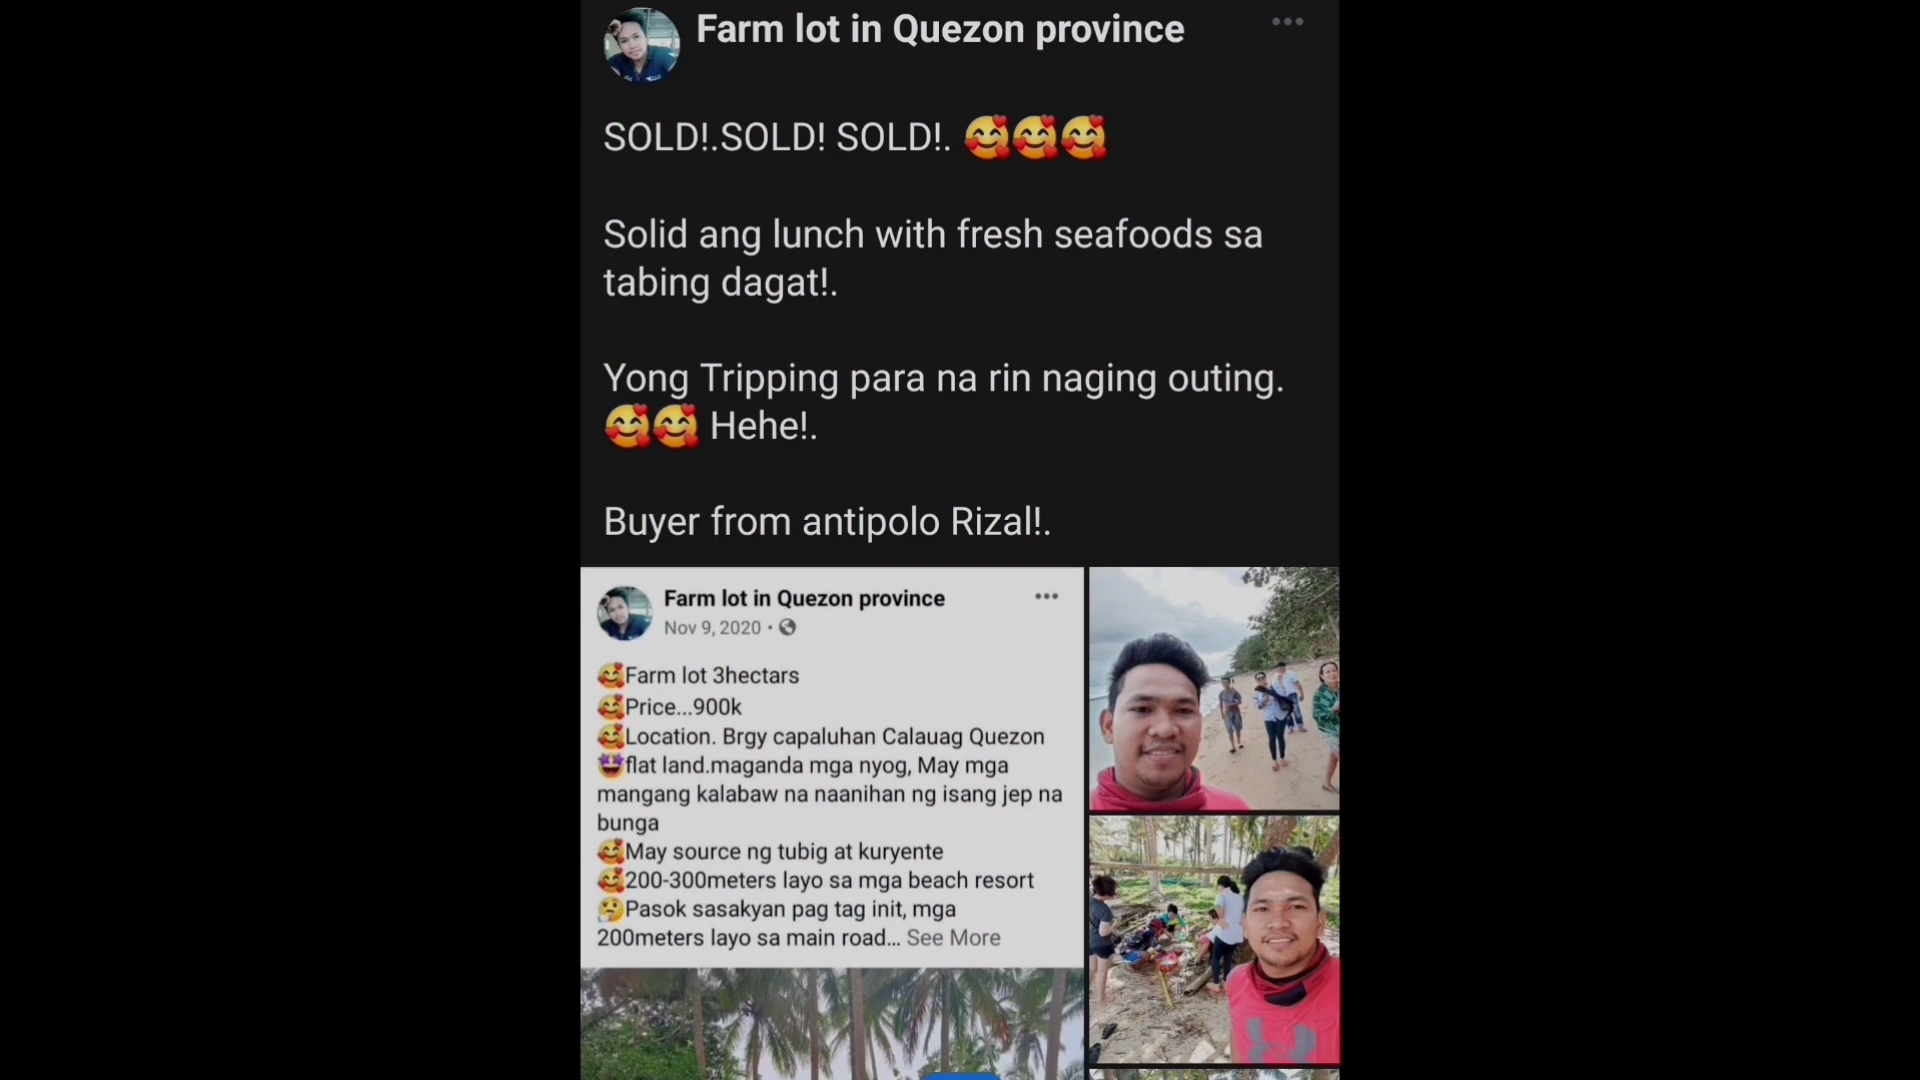 Farm lot in Quezon province
SOLD!.SOLD! SOLD!. 🥰🥰🥰
Solid ang lunch with fresh seafoods sa
tabing dagat!.
Yong Tripping para na rin naging outing.
🥰🥰 Hehe!.
Buyer from antipolo Rizal!.
Farm lot in Quezon province
Nov 9, 2020 ·
🥰Farm lot 3hectars
🥰Price...900k
🥰Location. Brgy capaluhan Calauag Quezon
🤩flat land.maganda mga nyog, May mga
mangang kalabaw na naanihan ng isang jep na
bunga
🥰May source ng tubig at kuryente
🥰200-300meters layo sa mga beach resort
🤔Pasok sasakyan pag tag init, mga
200meters layo sa main road... See More